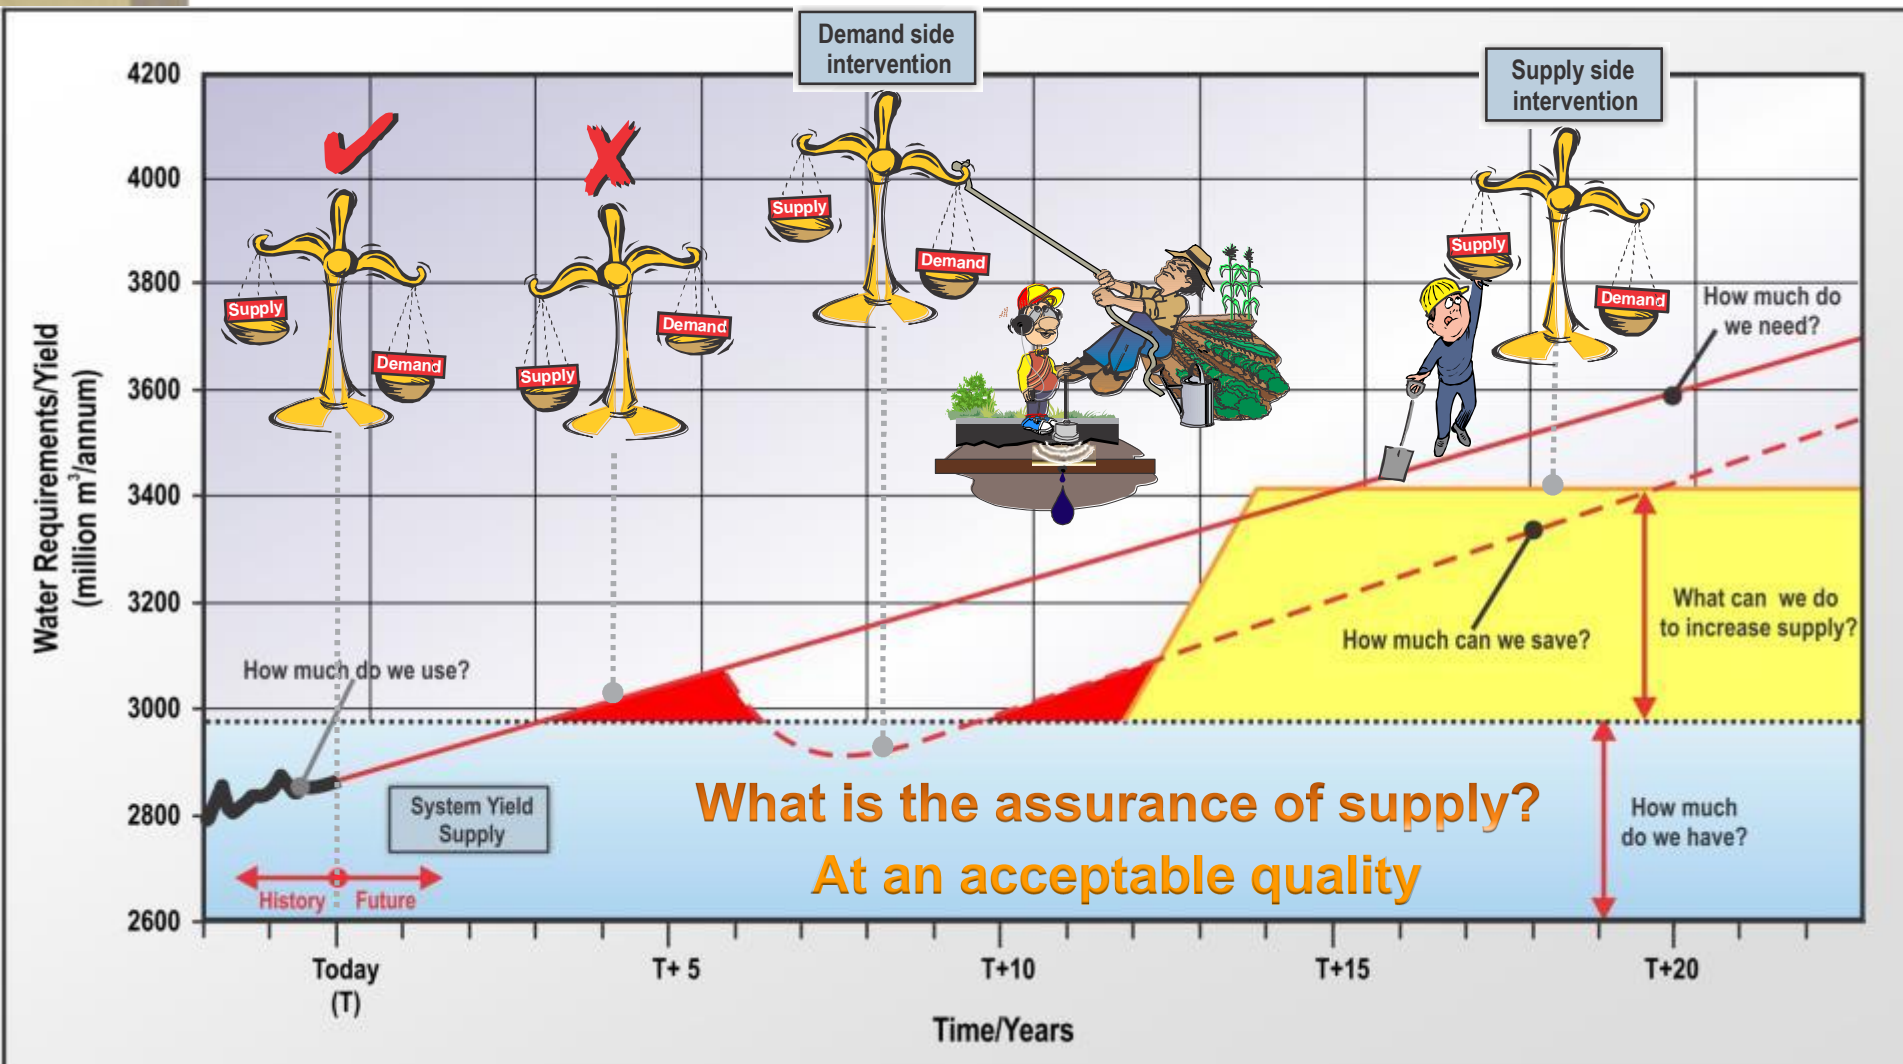 Demand side
intervention
Supply side
intervention
Water Requirements/Yield
(million m³/annum)
4200
4000
3800
3600
3400
3200
3000
2800
2600
Supply
Demand
Supply
Demand
Supply
Demand
Supply
Demand
How much do
we need?
What can we do
to increase supply?
How much can we save?
How much do we use?
System Yield
Supply
What is the assurance of supply?
At an acceptable quality
How much
do we have?
History
Future
Today
(T)
T+ 5
T+10
T+15
T+20
Time/Years